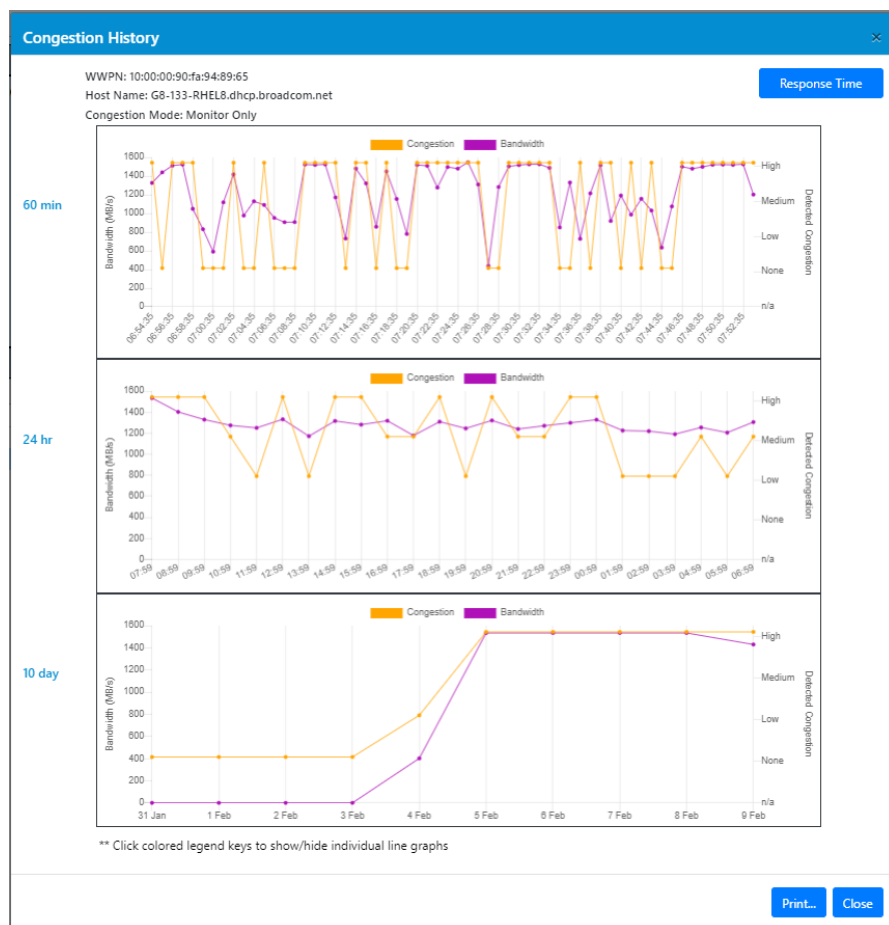 Congestion History ×
WWPN: 10:00:00:90:fa:94:89:65
Host Name: G8-133-RHEL8.dhcp.broadcom.net
Congestion Mode: Monitor Only
Response Time
60 min
Congestion Bandwidth
Bandwidth (MB/s)
1600
1400
1200
1000
800
600
400
200
0
High
Medium
Low
None
n/a
Detected Congestion
06:54:35 06:56:35 06:58:35 07:00:35 07:02:35 07:04:35 07:06:35 07:08:35 07:10:35 07:12:35 07:14:35 07:16:35 07:18:35 07:20:35 07:22:35 07:24:35 07:26:35 07:28:35 07:30:35 07:32:35 07:34:35 07:36:35 07:38:35 07:40:35 07:42:35 07:44:35 07:46:35 07:48:35 07:50:35 07:52:35
24 hr
Congestion Bandwidth
Bandwidth (MB/s)
1600
1400
1200
1000
800
600
400
200
0
High
Medium
Low
None
n/a
Detected Congestion
07:59 08:59 09:59 10:59 11:59 12:59 13:59 14:59 15:59 16:59 17:59 18:59 19:59 20:59 21:59 22:59 23:59 00:59 01:59 02:59 03:59 04:59 05:59 06:59
10 day
Congestion Bandwidth
Bandwidth (MB/s)
1600
1400
1200
1000
800
600
400
200
0
High
Medium
Low
None
n/a
Detected Congestion
31 Jan 1 Feb 2 Feb 3 Feb 4 Feb 5 Feb 6 Feb 7 Feb 8 Feb 9 Feb
** Click colored legend keys to show/hide individual line graphs
Print... Close